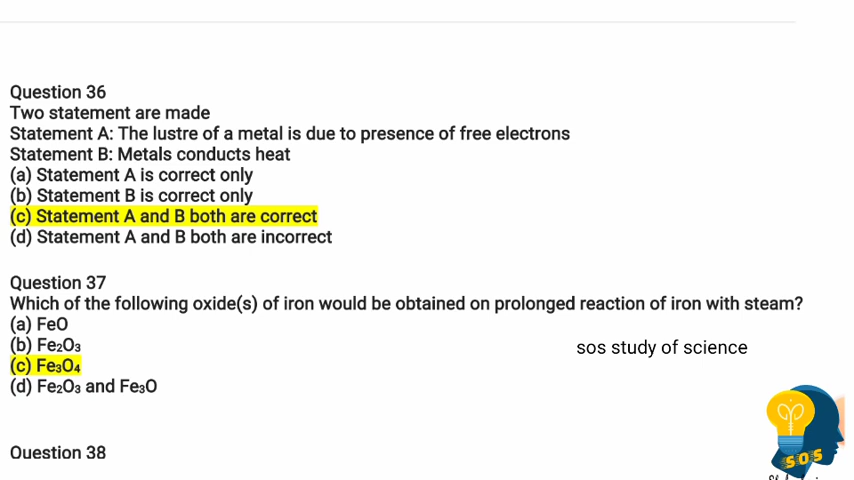 Question 36
Two statement are made
Statement A: The lustre of a metal is due to presence of free electrons
Statement B: Metals conducts heat
(a) Statement A is correct only
(b) Statement B is correct only
(c) Statement A and B both are correct
(d) Statement A and B both are incorrect
Question 37
Which of the following oxide(s) of iron would be obtained on prolonged reaction of iron with steam?
(a) FeO
(b) Fe₂O₃
(c) Fe₃O₄
(d) Fe₂O₃ and Fe₃O
sos study of science
SOS
Question 38